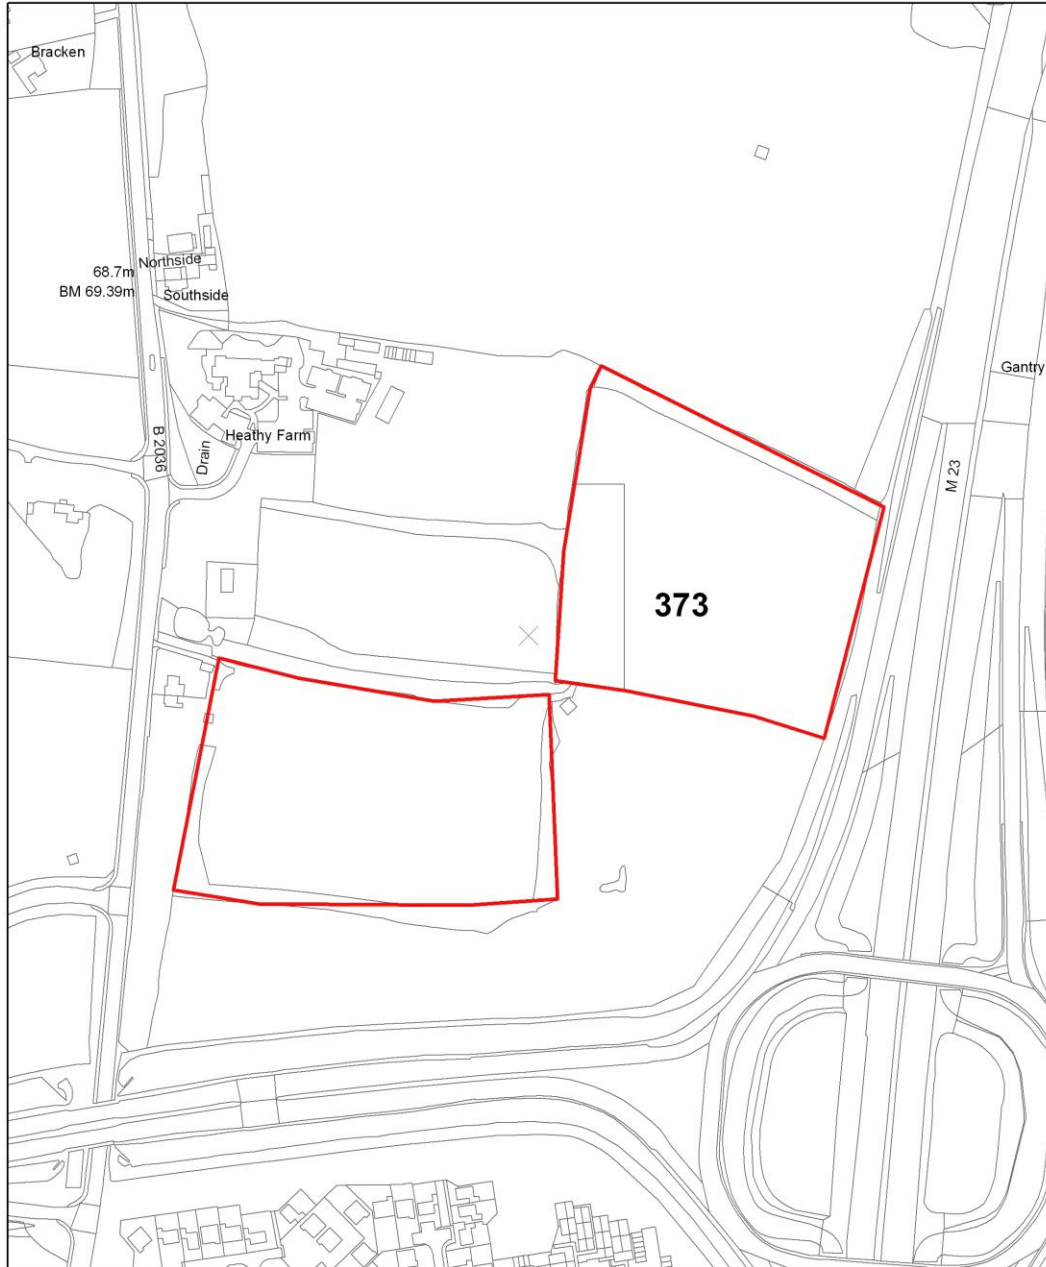 Bracken
Northside
68.7m
BM 69.39m
Southside
Gantry
Heathy Farm
B 2036
Drain
M 23
373